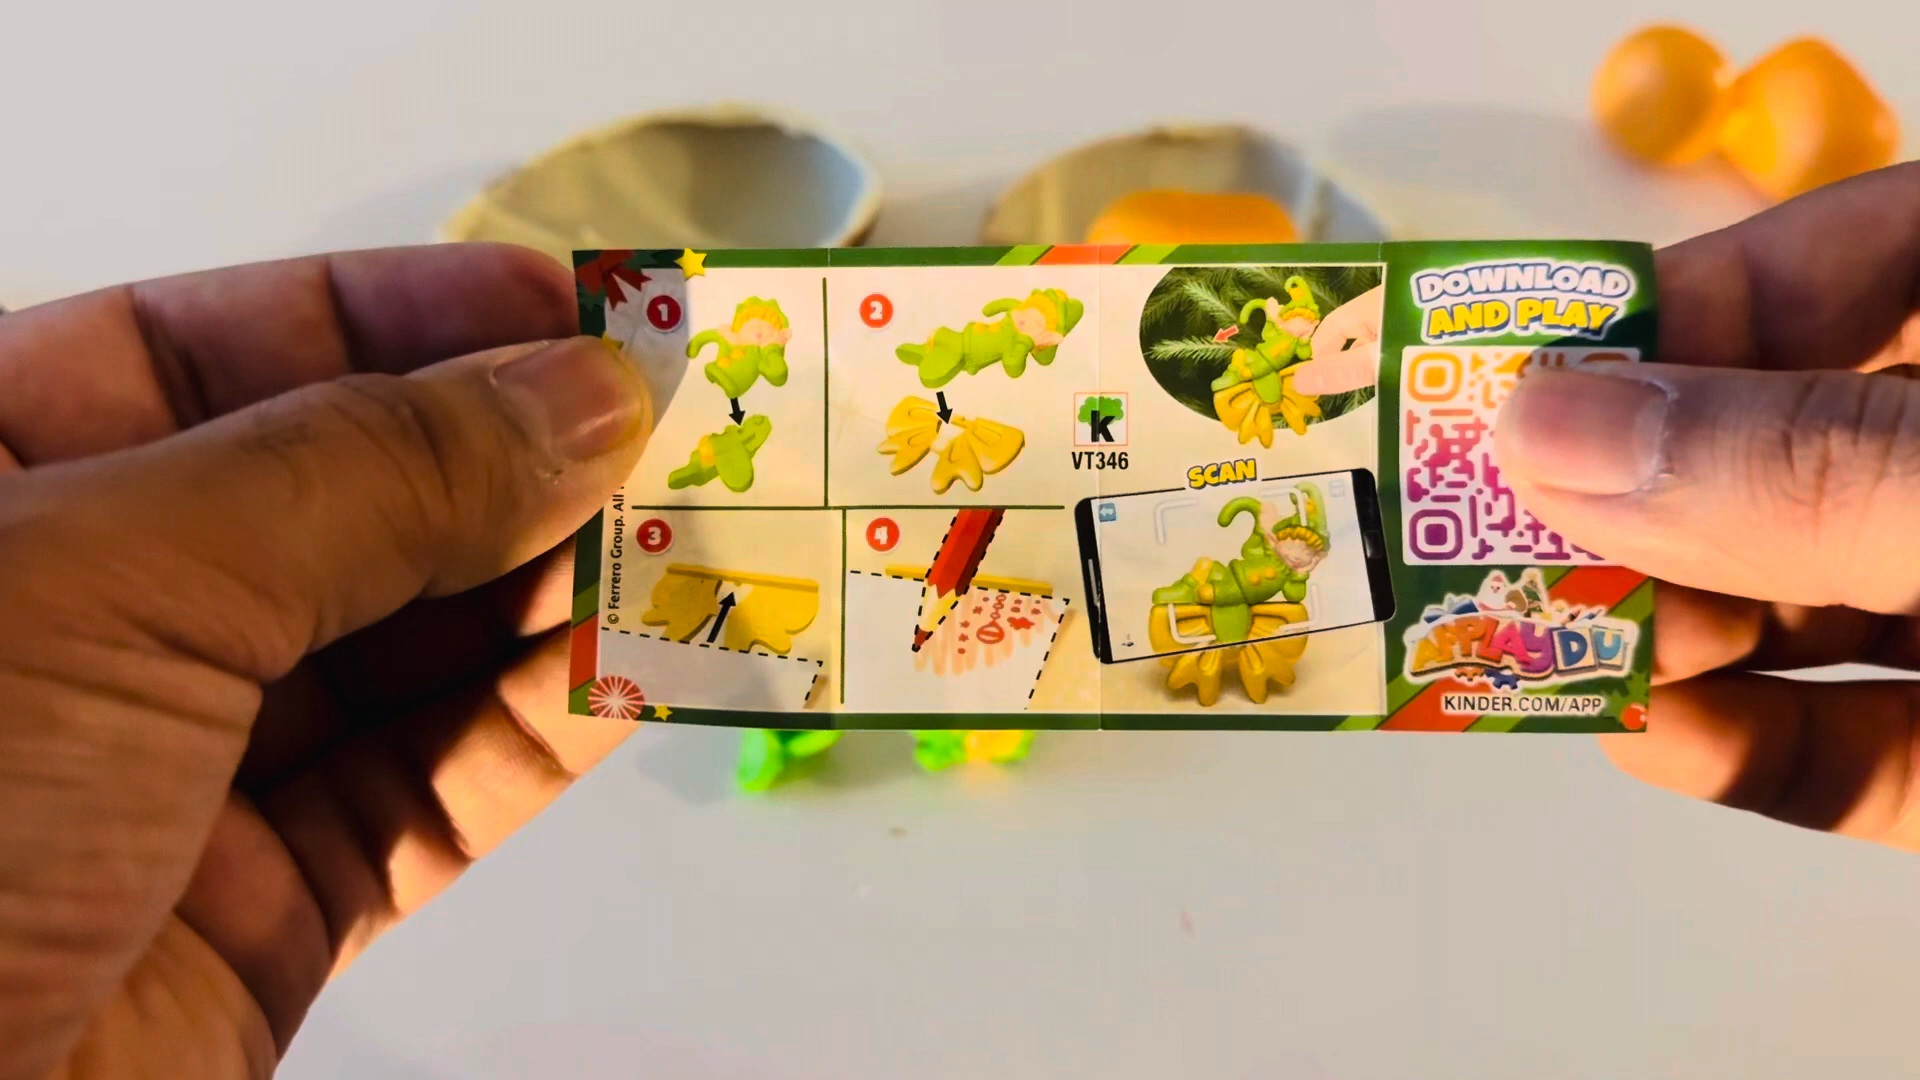 1
2
VT346
3
4
© Ferrero Group. All
SCAN
DOWNLOAD
AND PLAY
APPLAYDU
KINDER.COM/APP